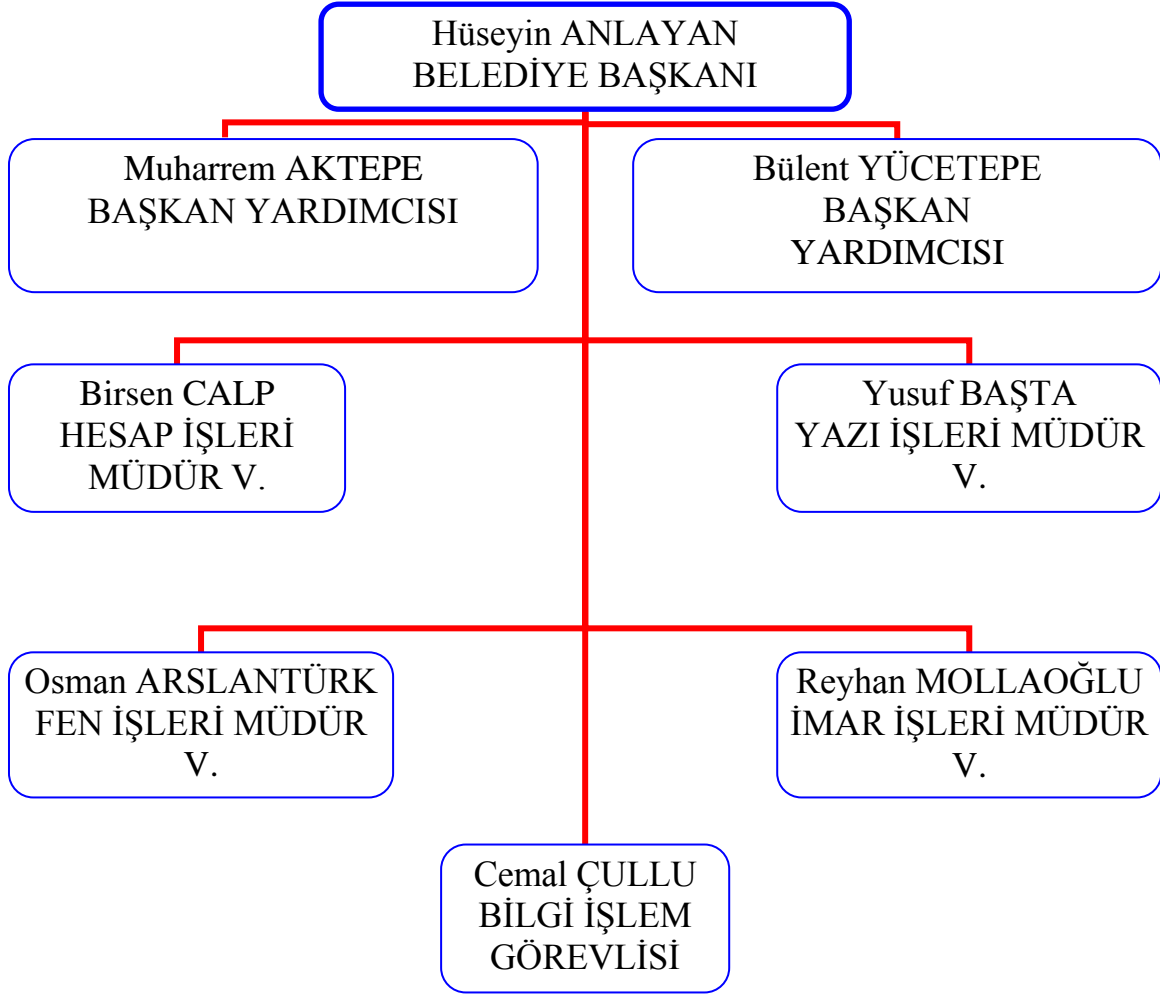 Hüseyin ANLAYAN
BELEDİYE BAŞKANI
Muharrem AKTEPE
BAŞKAN YARDIMCISI
Bülent YÜCETEPE
BAŞKAN
YARDIMCISI
Birsen CALP
HESAP İŞLERİ
MÜDÜR V.
Yusuf BAŞTA
YAZI İŞLERİ MÜDÜR
V.
Osman ARSLANTÜRK
FEN İŞLERİ MÜDÜR
V.
Reyhan MOLLAOĞLU
İMAR İŞLERİ MÜDÜR
V.
Cemal ÇULLU
BİLGİ İŞLEM
GÖREVLİSİ